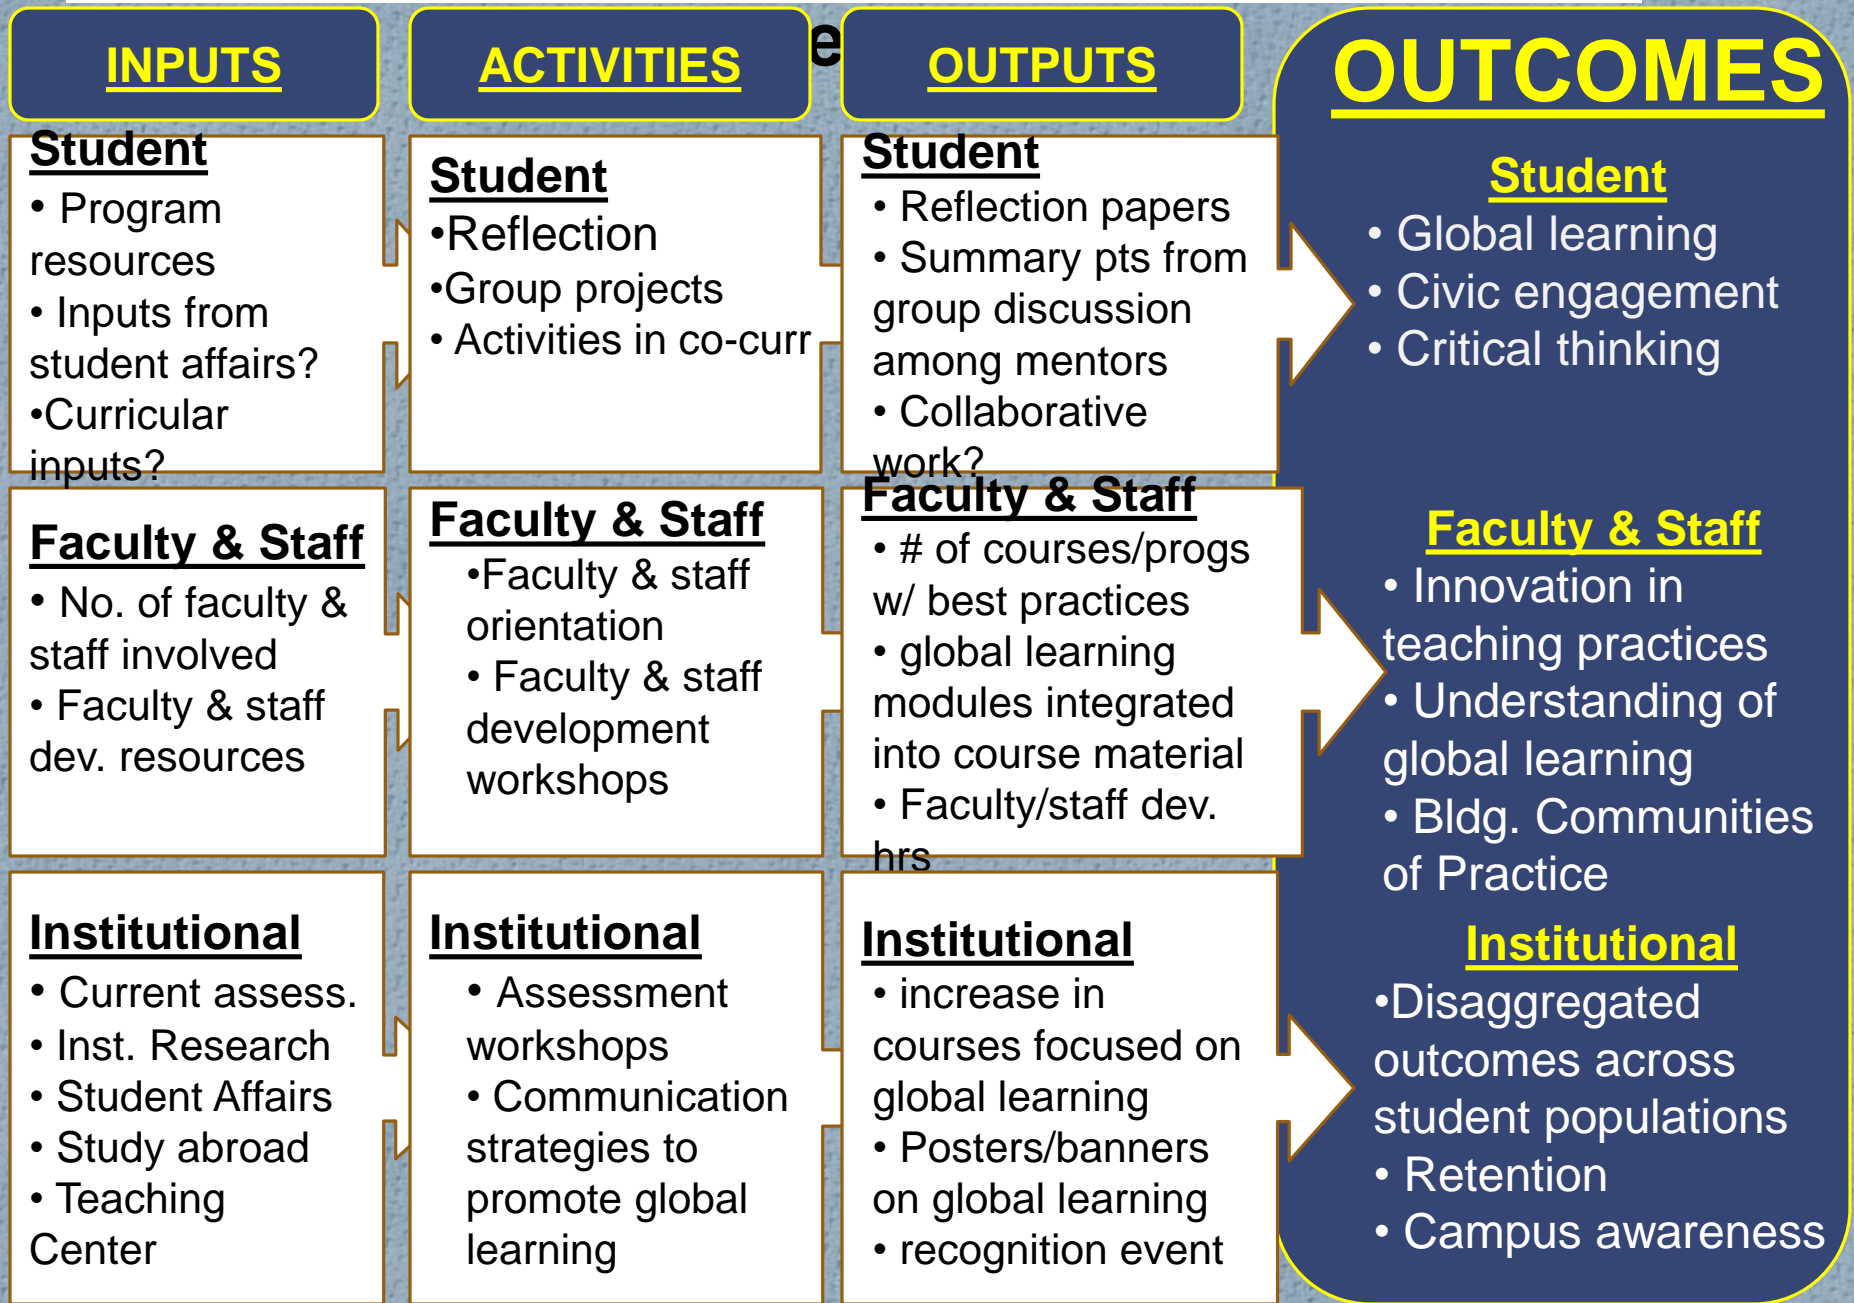 INPUTS
ACTIVITIES
e
OUTPUTS
OUTCOMES
Student
• Program
resources
• Inputs from
student affairs?
•Curricular
inputs?
Student
•Reflection
•Group projects
• Activities in co-curr
Student
• Reflection papers
• Summary pts from
group discussion
among mentors
• Collaborative
work?
Student
• Global learning
• Civic engagement
• Critical thinking
Faculty & Staff
• No. of faculty &
staff involved
• Faculty & staff
dev. resources
Faculty & Staff
•Faculty & staff
orientation
• Faculty & staff
development
workshops
Faculty & Staff
• # of courses/progs
w/ best practices
• global learning
modules integrated
into course material
• Faculty/staff dev.
hrs
Faculty & Staff
• Innovation in
teaching practices
• Understanding of
global learning
• Bldg. Communities
of Practice
Institutional
• Current assess.
• Inst. Research
• Student Affairs
• Study abroad
• Teaching
Center
Institutional
• Assessment
workshops
• Communication
strategies to
promote global
learning
Institutional
• increase in
courses focused on
global learning
• Posters/banners
on global learning
• recognition event
Institutional
•Disaggregated
outcomes across
student populations
• Retention
• Campus awareness